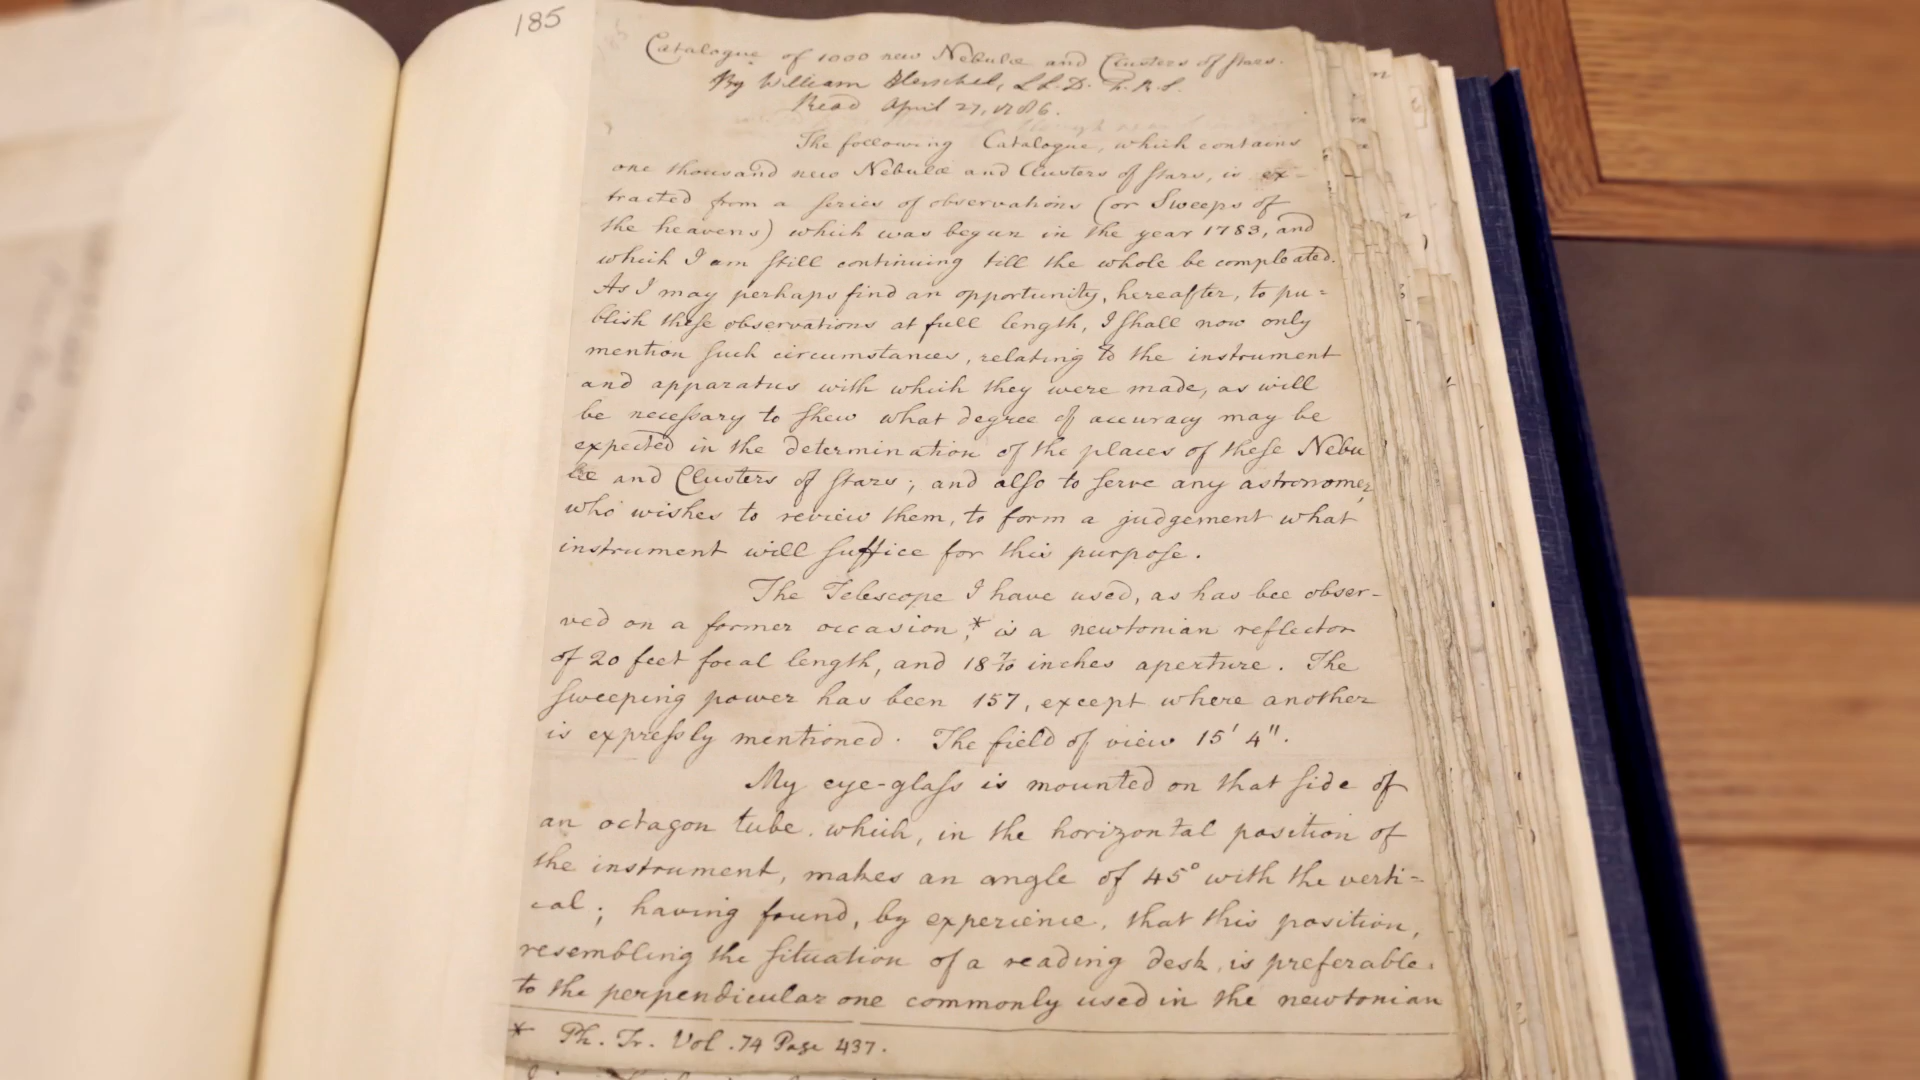 185
Catalogue of 1000 new Nebulæ and Clusters of Stars.
By William Herschel, LL.D. F.R.S.
Read April 27, 1786.
The following Catalogue, which contains
one thousand new Nebulæ and Clusters of Stars, is ex=
tracted from a series of observations (or Sweeps of
the heavens) which was begun in the year 1783, and
which I am still continuing till the whole be compleated.
As I may perhaps find an opportunity, hereafter, to pu=
blish these observations at full length, I shall now only
mention such circumstances, relating to the instrument
and apparatus with which they were made, as will
be necessary to shew what degree of accuracy may be
expected in the determination of the places of these Nebu
læ and Clusters of Stars; and also to serve any astronomer,
who wishes to review them, to form a judgement what
instrument will suffice for this purpose.
The Telescope I have used, as has bee obser-
ved on a former occasion,* is a newtonian reflector
of 20 feet focal length, and 18 7/10 inches aperture. The
sweeping power has been 157, except where another
is expressly mentioned. The field of view 15' 4".
My eye-glass is mounted on that side of
an octagon tube, which, in the horizontal position of
the instrument, makes an angle of 45° with the verti=
cal; having found, by experience, that this position,
resembling the situation of a reading desk, is preferable
to the perpendicular one commonly used in the newtonian
* Ph. Tr. Vol. 74 Page 437.